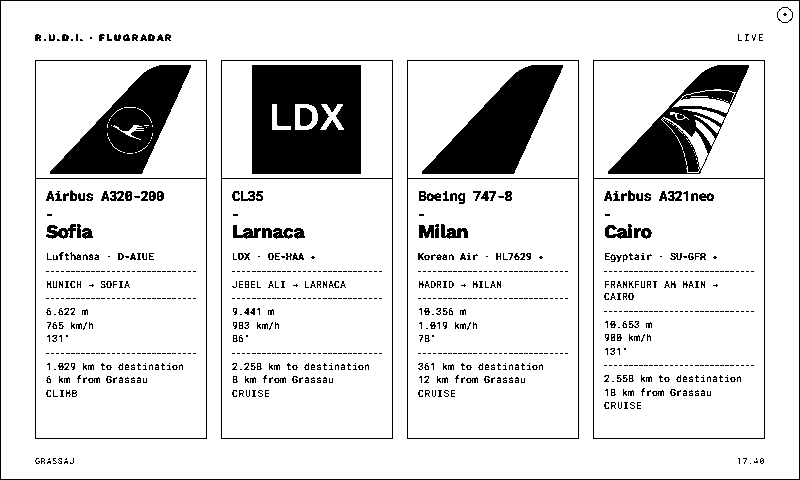 R.U.D.I. · FLUGRADAR
LIVE
LDX
Airbus A320-200
–
Sofia
Lufthansa · D-AIUE
MUNICH → SOFIA
6.622 m
765 km/h
131°
1.029 km to destination
6 km from Grassau
CLIMB
CL35
–
Larnaca
LDX · OE-HAA ✦
JEBEL ALI → LARNACA
9.441 m
983 km/h
86°
2.258 km to destination
8 km from Grassau
CRUISE
Boeing 747-8
–
Milan
Korean Air · HL7629 ✦
MADRID → MILAN
10.356 m
1.019 km/h
78°
361 km to destination
12 km from Grassau
CRUISE
Airbus A321neo
–
Cairo
Egyptair · SU-GFR ✦
FRANKFURT AM MAIN →
CAIRO
10.653 m
900 km/h
131°
2.558 km to destination
18 km from Grassau
CRUISE
GRASSAU
17.40